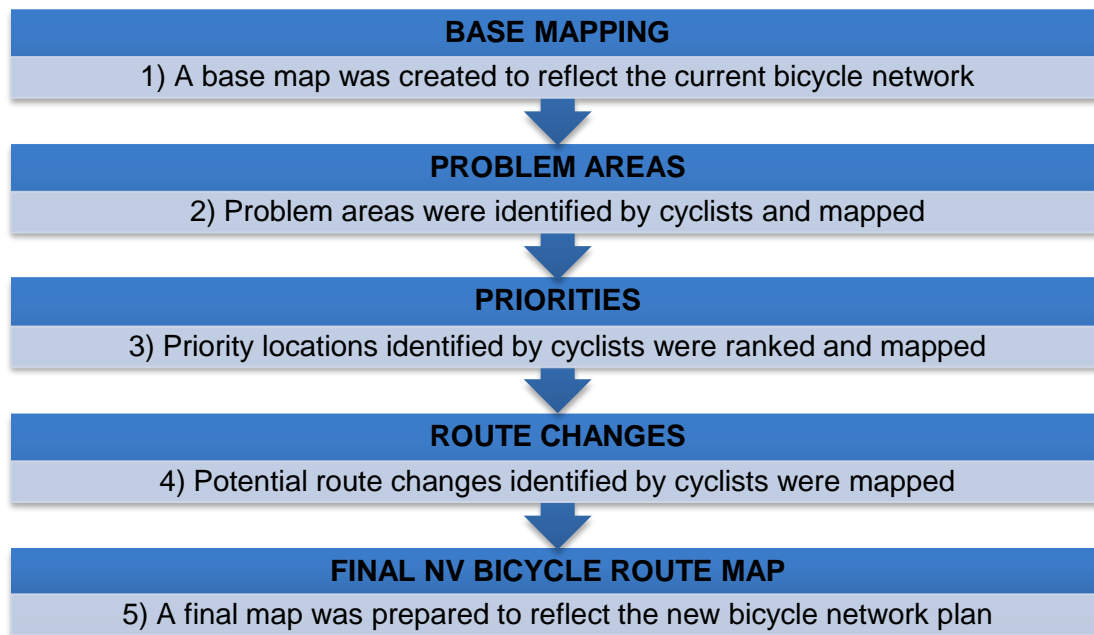 BASE MAPPING
1) A base map was created to reflect the current bicycle network
PROBLEM AREAS
2) Problem areas were identified by cyclists and mapped
PRIORITIES
3) Priority locations identified by cyclists were ranked and mapped
ROUTE CHANGES
4) Potential route changes identified by cyclists were mapped
FINAL NV BICYCLE ROUTE MAP
5) A final map was prepared to reflect the new bicycle network plan